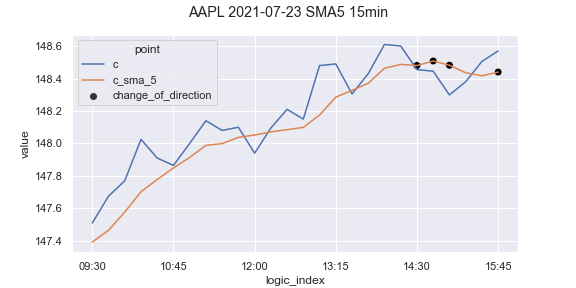 AAPL 2021-07-23 SMA5 15min
point
c
c_sma_5
change_of_direction
value
148.6
148.4
148.2
148.0
147.8
147.6
147.4
09:30 10:45 12:00 13:15 14:30 15:45
logic_index